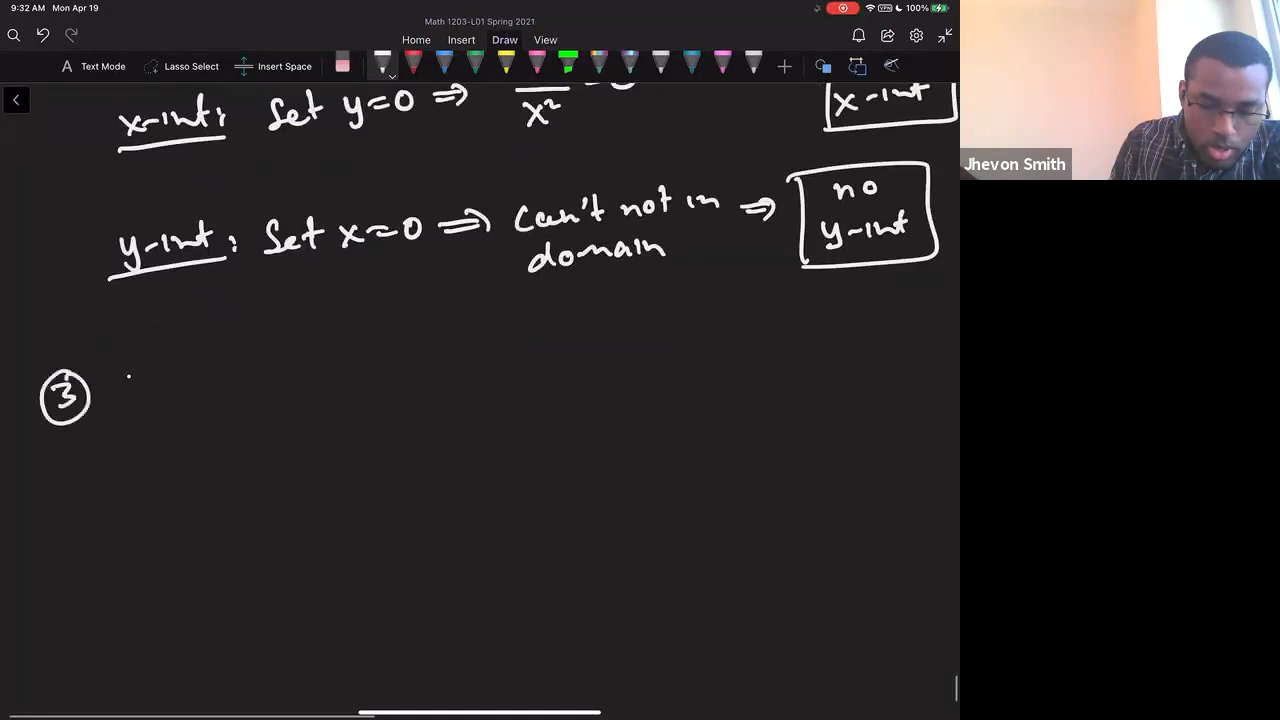 9:32 AM Mon Apr 19
100%
VPN
Math 1203-L01 Spring 2021
Home Insert Draw View
Text Mode Lasso Select Insert Space
x-int: Set y=0 ⇒ x²
x-int
y-int: Set x=0 ⇒ can't not in ⇒ no
domain y-int
3
Jhevon Smith